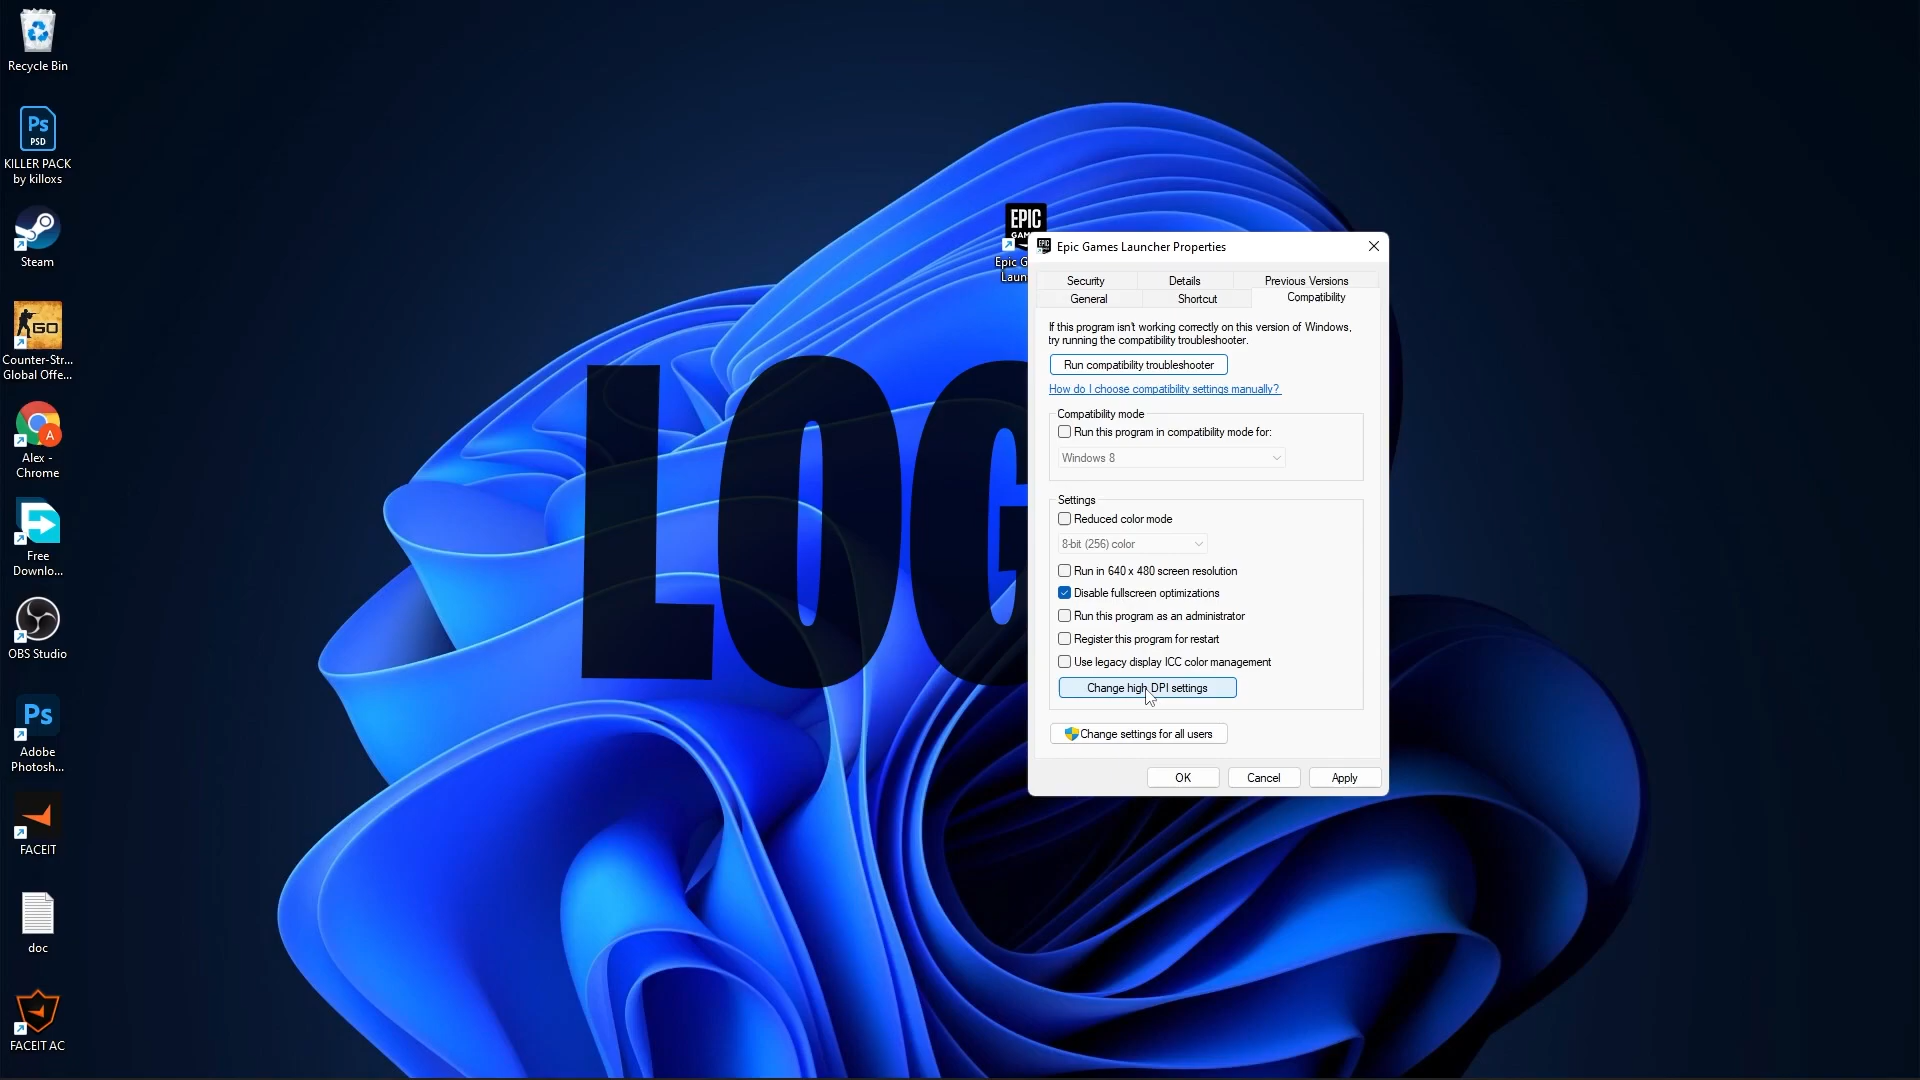 Recycle Bin
Ps
PSD
KILLER PACK
by killoxs
Steam
GO
Counter-Str...
Global Offe...
A
Alex -
Chrome
Free
Downlo...
OBS Studio
Ps
Adobe
Photosh...
FACEIT
doc
FACEIT AC
LOG
EPIC
GAM
Epic G
Laun
EPIC
Epic Games Launcher Properties
Security
Details
Previous Versions
General
Shortcut
Compatibility
If this program isn't working correctly on this version of Windows,
try running the compatibility troubleshooter.
Run compatibility troubleshooter
How do I choose compatibility settings manually?
Compatibility mode
Run this program in compatibility mode for:
Windows 8
Settings
Reduced color mode
8-bit (256) color
Run in 640 x 480 screen resolution
Disable fullscreen optimizations
Run this program as an administrator
Register this program for restart
Use legacy display ICC color management
Change high DPI settings
Change settings for all users
OK
Cancel
Apply